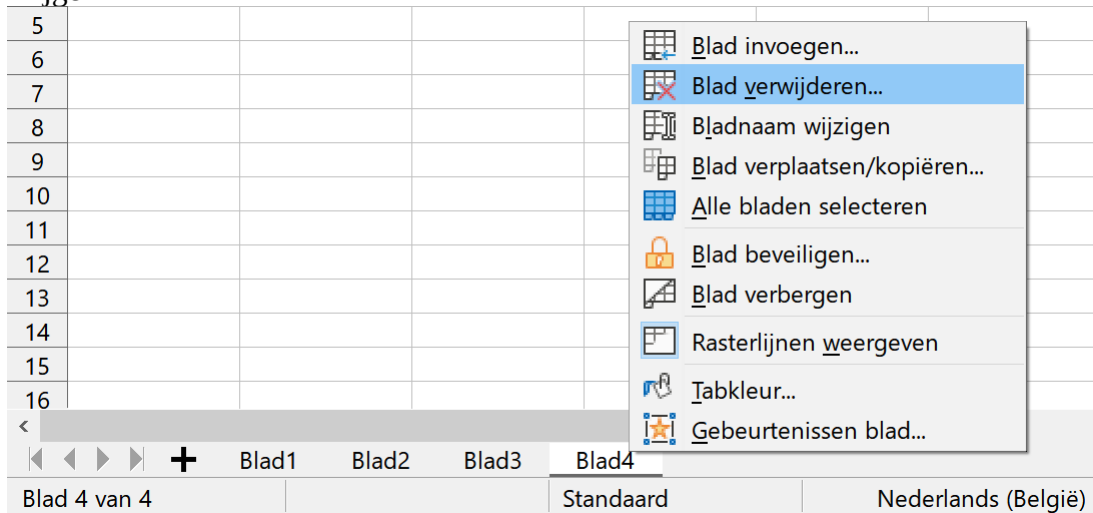 5
6
7
8
9
10
11
12
13
14
15
16
Blad invoegen...
Blad verwijderen...
Bladnaam wijzigen
Blad verplaatsen/kopiëren...
Alle bladen selecteren
Blad beveiligen...
Blad verbergen
Rasterlijnen weergeven
Tabkleur...
Gebeurtenissen blad...
Blad1 Blad2 Blad3 Blad4
Blad 4 van 4 Standaard Nederlands (België)